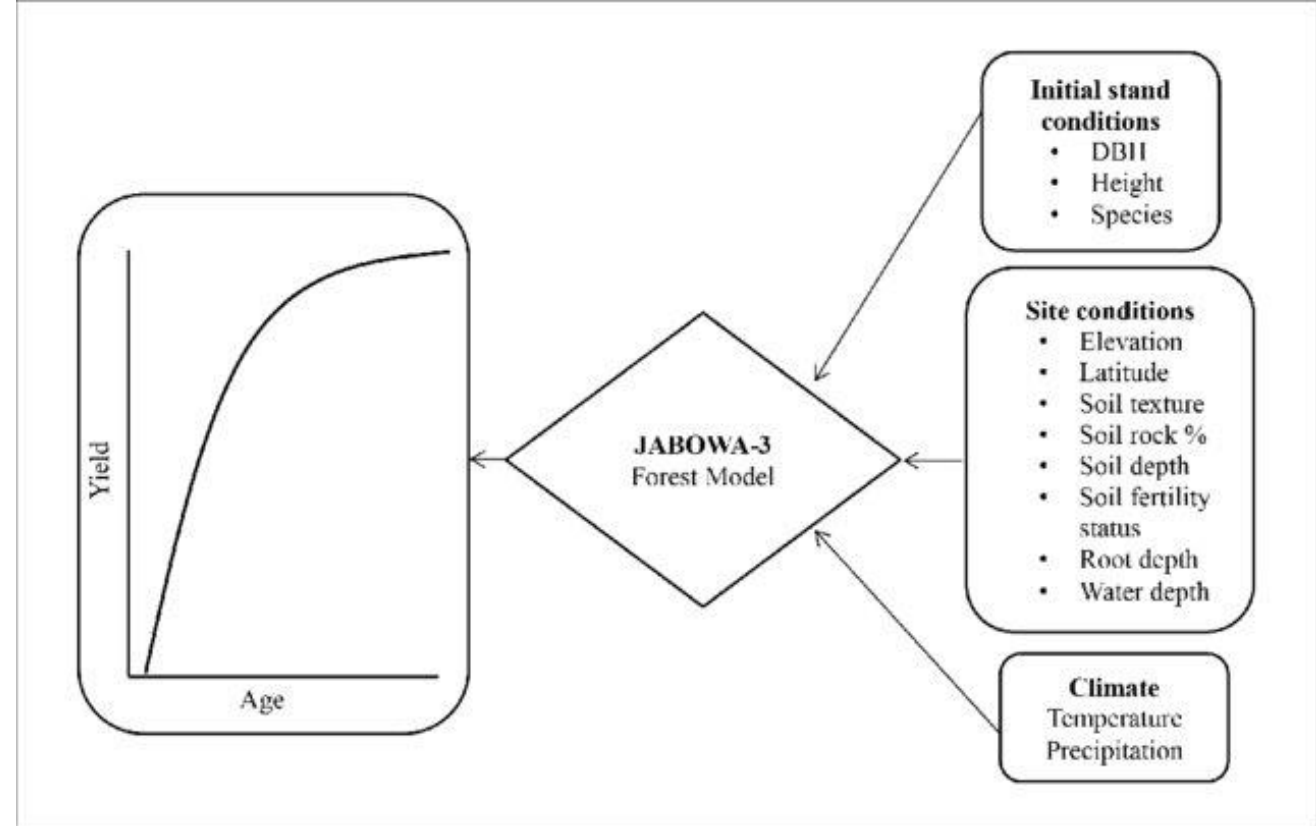 Initial stand
conditions
• DBH
• Height
• Species
Site conditions
• Elevation
• Latitude
• Soil texture
• Soil rock %
• Soil depth
• Soil fertility
status
• Root depth
• Water depth
Climate
Temperature
Precipitation
JABOWA-3
Forest Model
Yield
Age